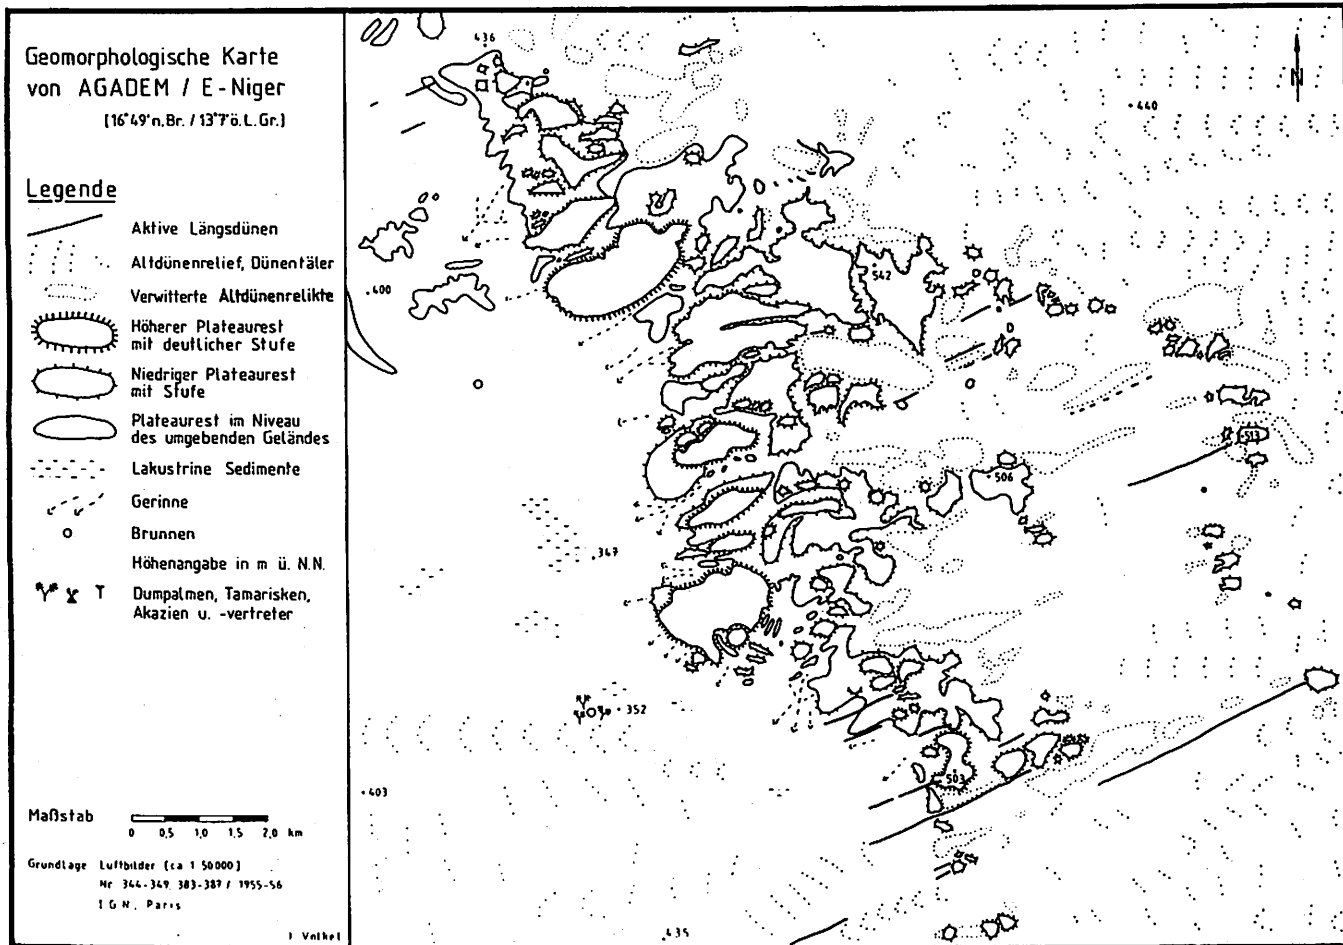 Geomorphologische Karte
von AGADEM / E-Niger
[16°49'n.Br. / 13°7'ö.L.Gr.]
Legende
Aktive Längsdünen
Altdünenrelief, Dünentäler
Verwitterte Altdünenrelikte
Höherer Plateaurest
mit deutlicher Stufe
Niedriger Plateaurest
mit Stufe
Plateaurest im Niveau
des umgebenden Geländes
Lakustrine Sedimente
Gerinne
Brunnen
Höhenangabe in m ü. N.N.
Dumpalmen, Tamarisken,
Akazien u. -vertreter
Maßstab
0 0,5 1,0 1,5 2,0 km
Grundlage Luftbilder [ca 1 50000]
Nr 344-349, 383-387 / 1955-56
I G N, Paris
J Völkel
436
N
440
400
542
513
506
347
352
503
403
435